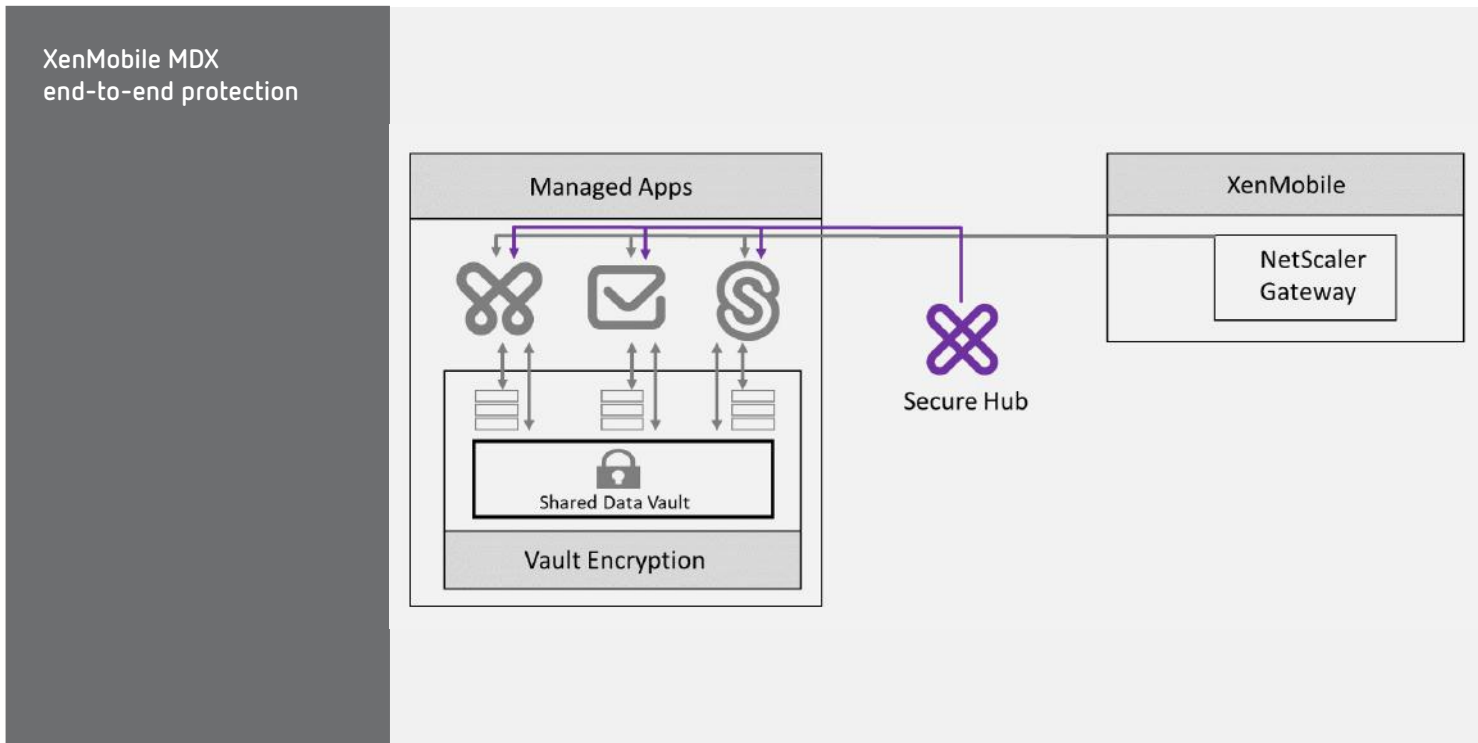 XenMobile MDX
end-to-end protection
Managed Apps
XenMobile
NetScaler
Gateway
Secure Hub
Shared Data Vault
Vault Encryption